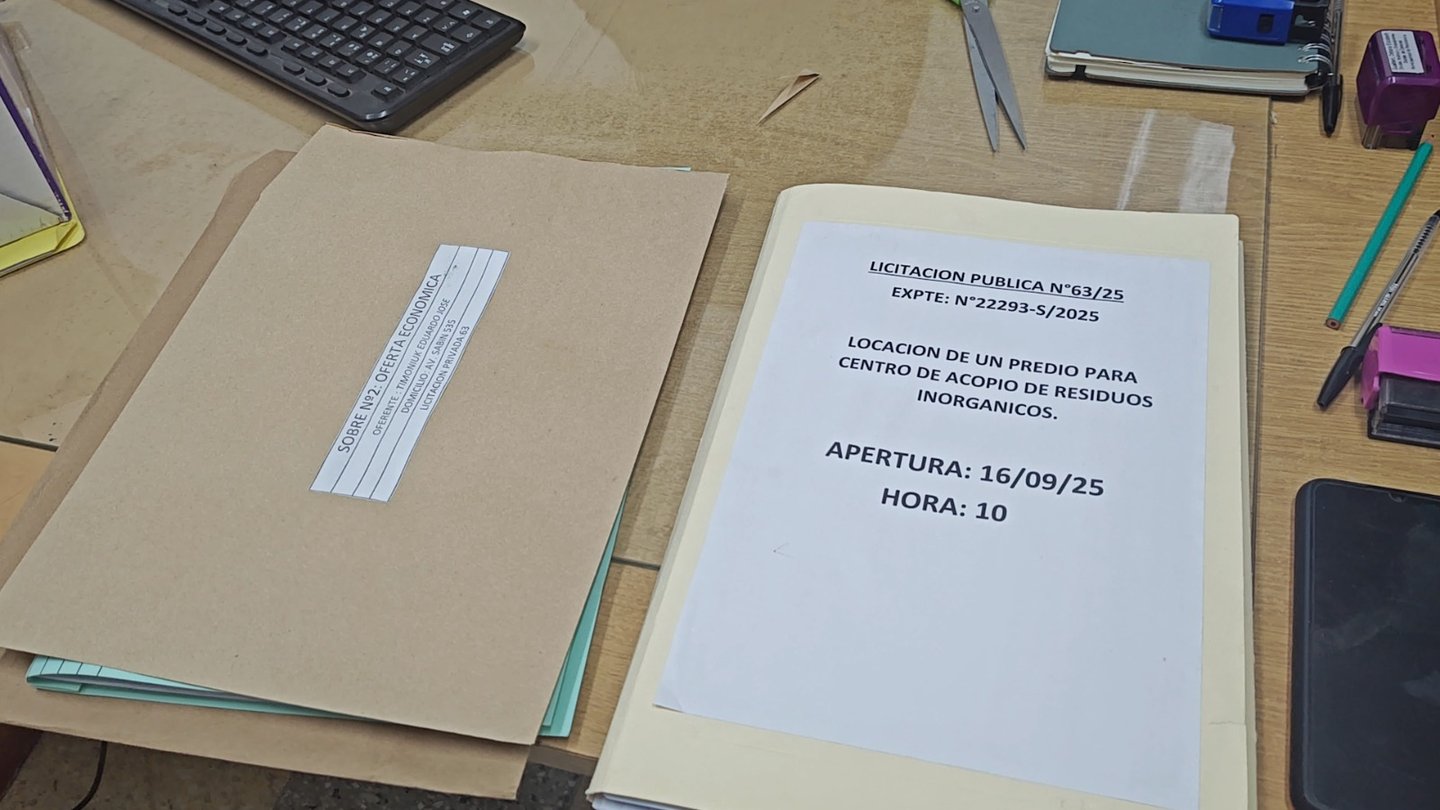 SOBRE Nº2: OFERTA ECONOMICA
OFERENTE : TIMONIUK EDUARDO JOSE
DOMICILIO: AV. SABIN 535
LICITACION PRIVADA 63
LICITACION PUBLICA N°63/25
EXPTE: N°22293-S/2025
LOCACION DE UN PREDIO PARA
CENTRO DE ACOPIO DE RESIDUOS
INORGANICOS.
APERTURA: 16/09/25
HORA: 10